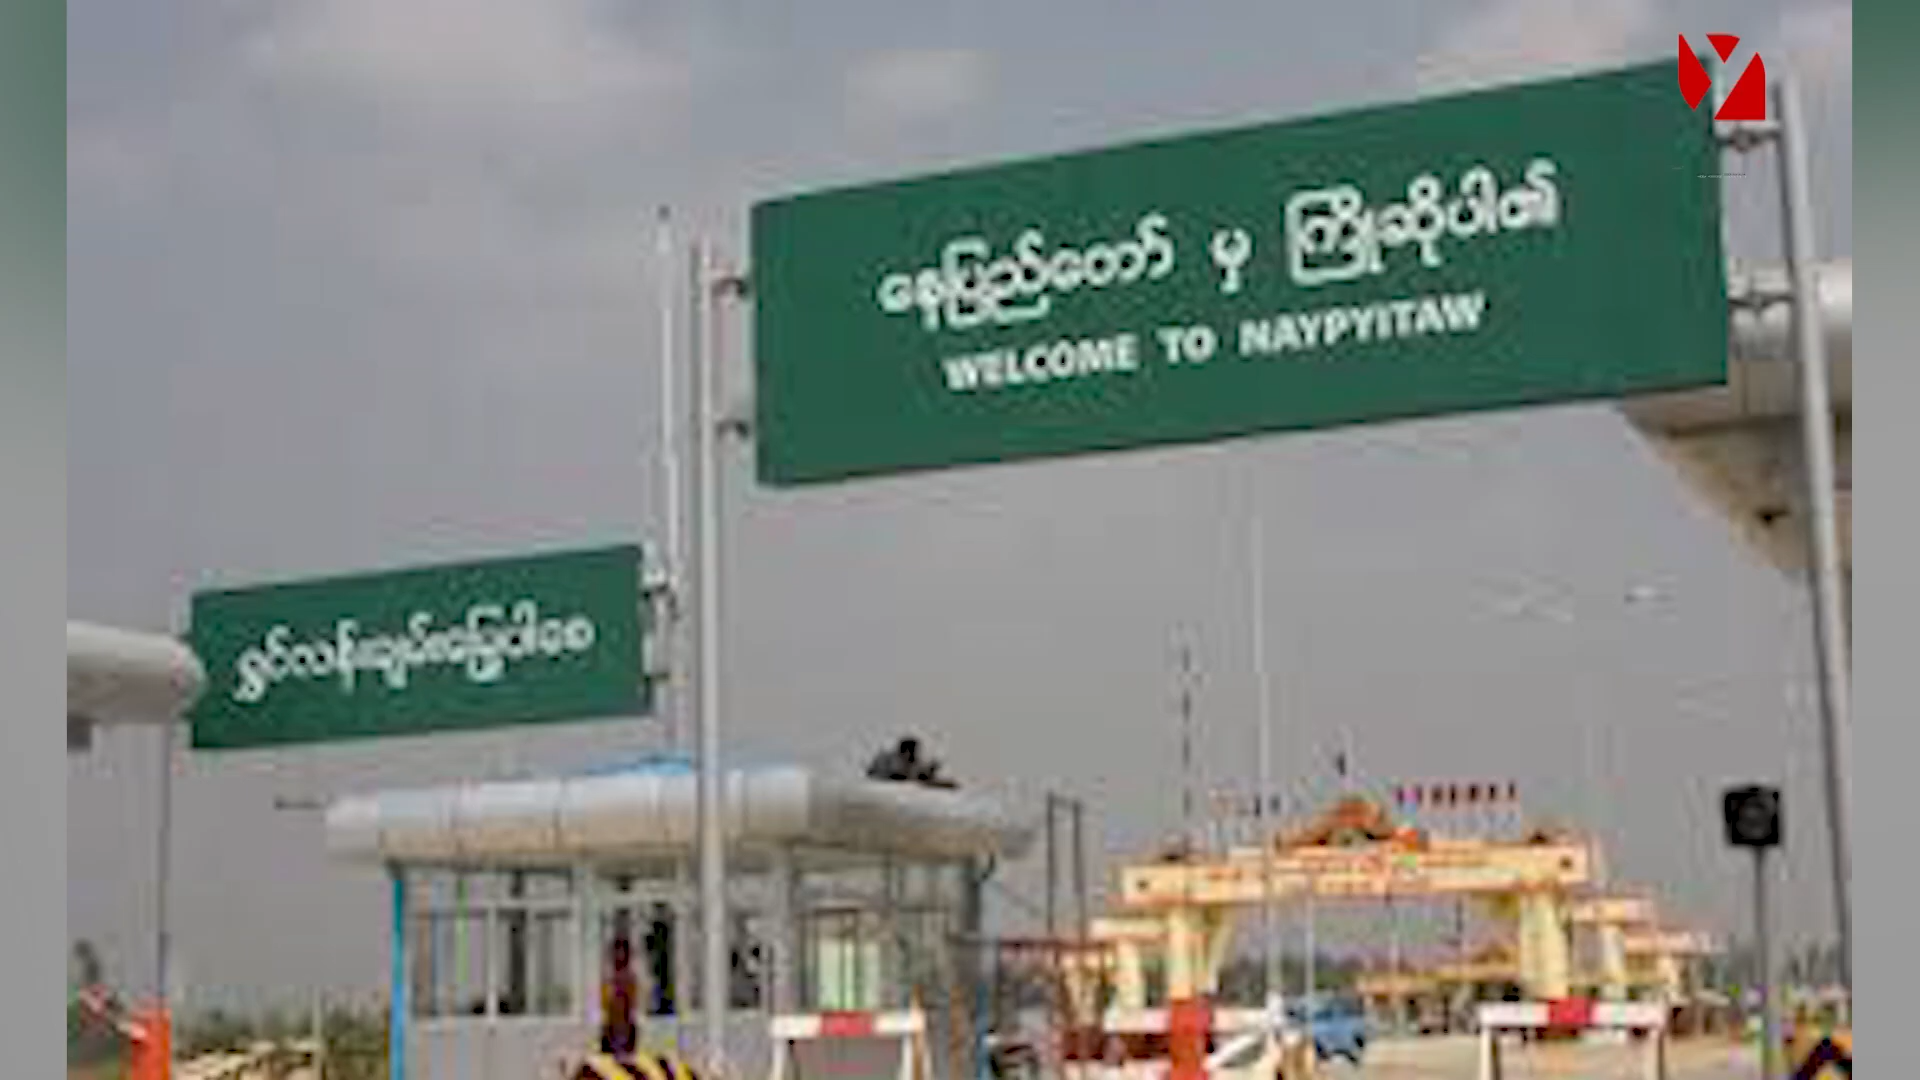 နေပြည်တော် မှ ကြိုဆိုပါ၏
WELCOME TO NAYPYITAW
ရွှင်လန်းချမ်းမြေ့ပါစေ